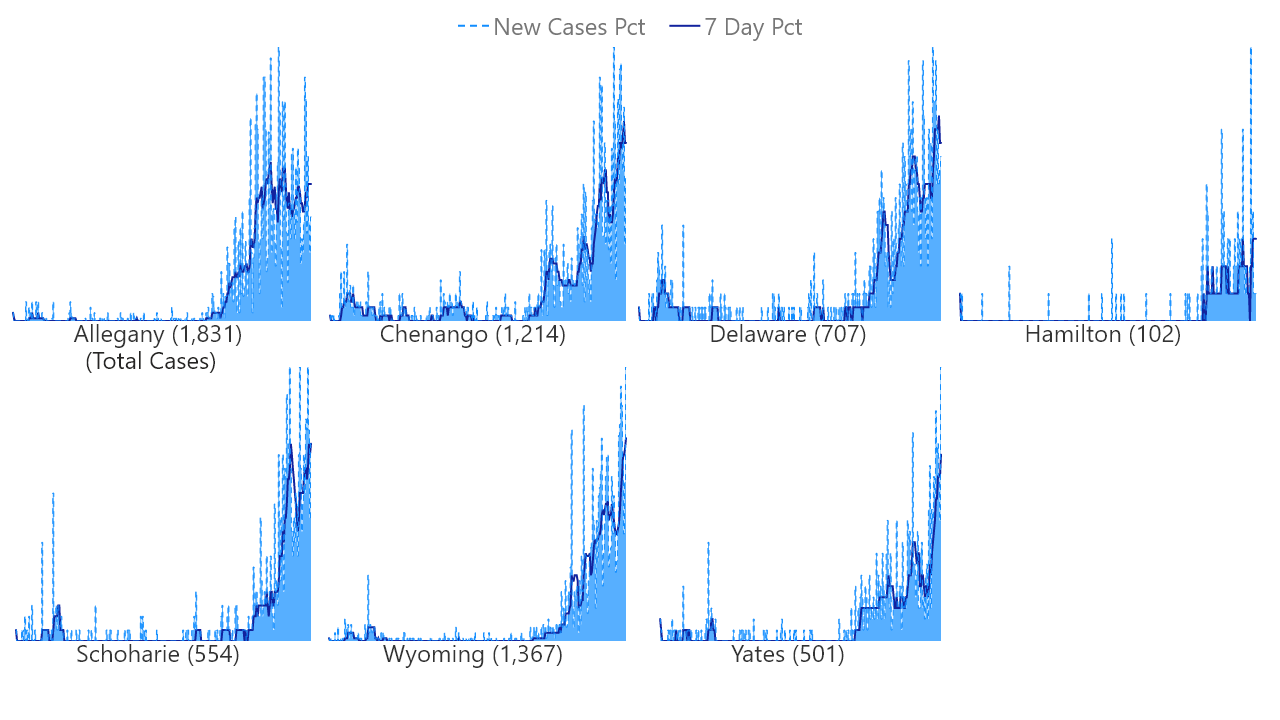 New Cases Pct 7 Day Pct
Allegany (1,831)
(Total Cases)
Chenango (1,214)
Delaware (707)
Hamilton (102)
Schoharie (554)
Wyoming (1,367)
Yates (501)